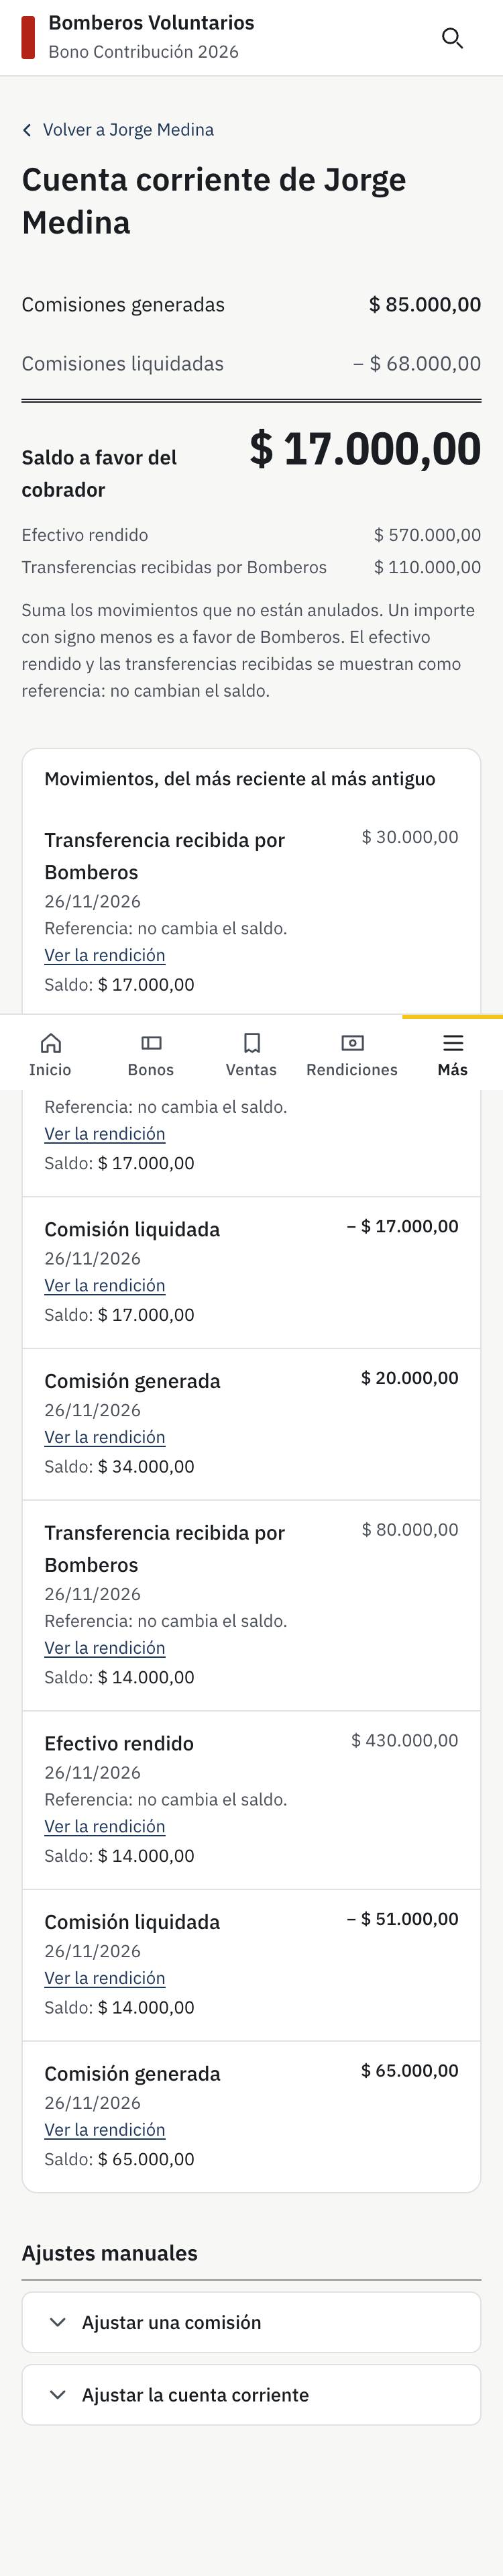 Bomberos Voluntarios
Bono Contribución 2026
Volver a Jorge Medina
Cuenta corriente de Jorge
Medina
Comisiones generadas $ 85.000,00
Comisiones liquidadas – $ 68.000,00
Saldo a favor del
cobrador
$ 17.000,00
Efectivo rendido $ 570.000,00
Transferencias recibidas por Bomberos $ 110.000,00
Suma los movimientos que no están anulados. Un importe
con signo menos es a favor de Bomberos. El efectivo
rendido y las transferencias recibidas se muestran como
referencia: no cambian el saldo.
Movimientos, del más reciente al más antiguo
Transferencia recibida por
Bomberos
$ 30.000,00
26/11/2026
Referencia: no cambia el saldo.
Ver la rendición
Saldo: $ 17.000,00
Inicio
Bonos
Ventas
Rendiciones
Más
Referencia: no cambia el saldo.
Ver la rendición
Saldo: $ 17.000,00
Comisión liquidada – $ 17.000,00
26/11/2026
Ver la rendición
Saldo: $ 17.000,00
Comisión generada $ 20.000,00
26/11/2026
Ver la rendición
Saldo: $ 34.000,00
Transferencia recibida por
Bomberos
$ 80.000,00
26/11/2026
Referencia: no cambia el saldo.
Ver la rendición
Saldo: $ 14.000,00
Efectivo rendido $ 430.000,00
26/11/2026
Referencia: no cambia el saldo.
Ver la rendición
Saldo: $ 14.000,00
Comisión liquidada – $ 51.000,00
26/11/2026
Ver la rendición
Saldo: $ 14.000,00
Comisión generada $ 65.000,00
26/11/2026
Ver la rendición
Saldo: $ 65.000,00
Ajustes manuales
Ajustar una comisión
Ajustar la cuenta corriente